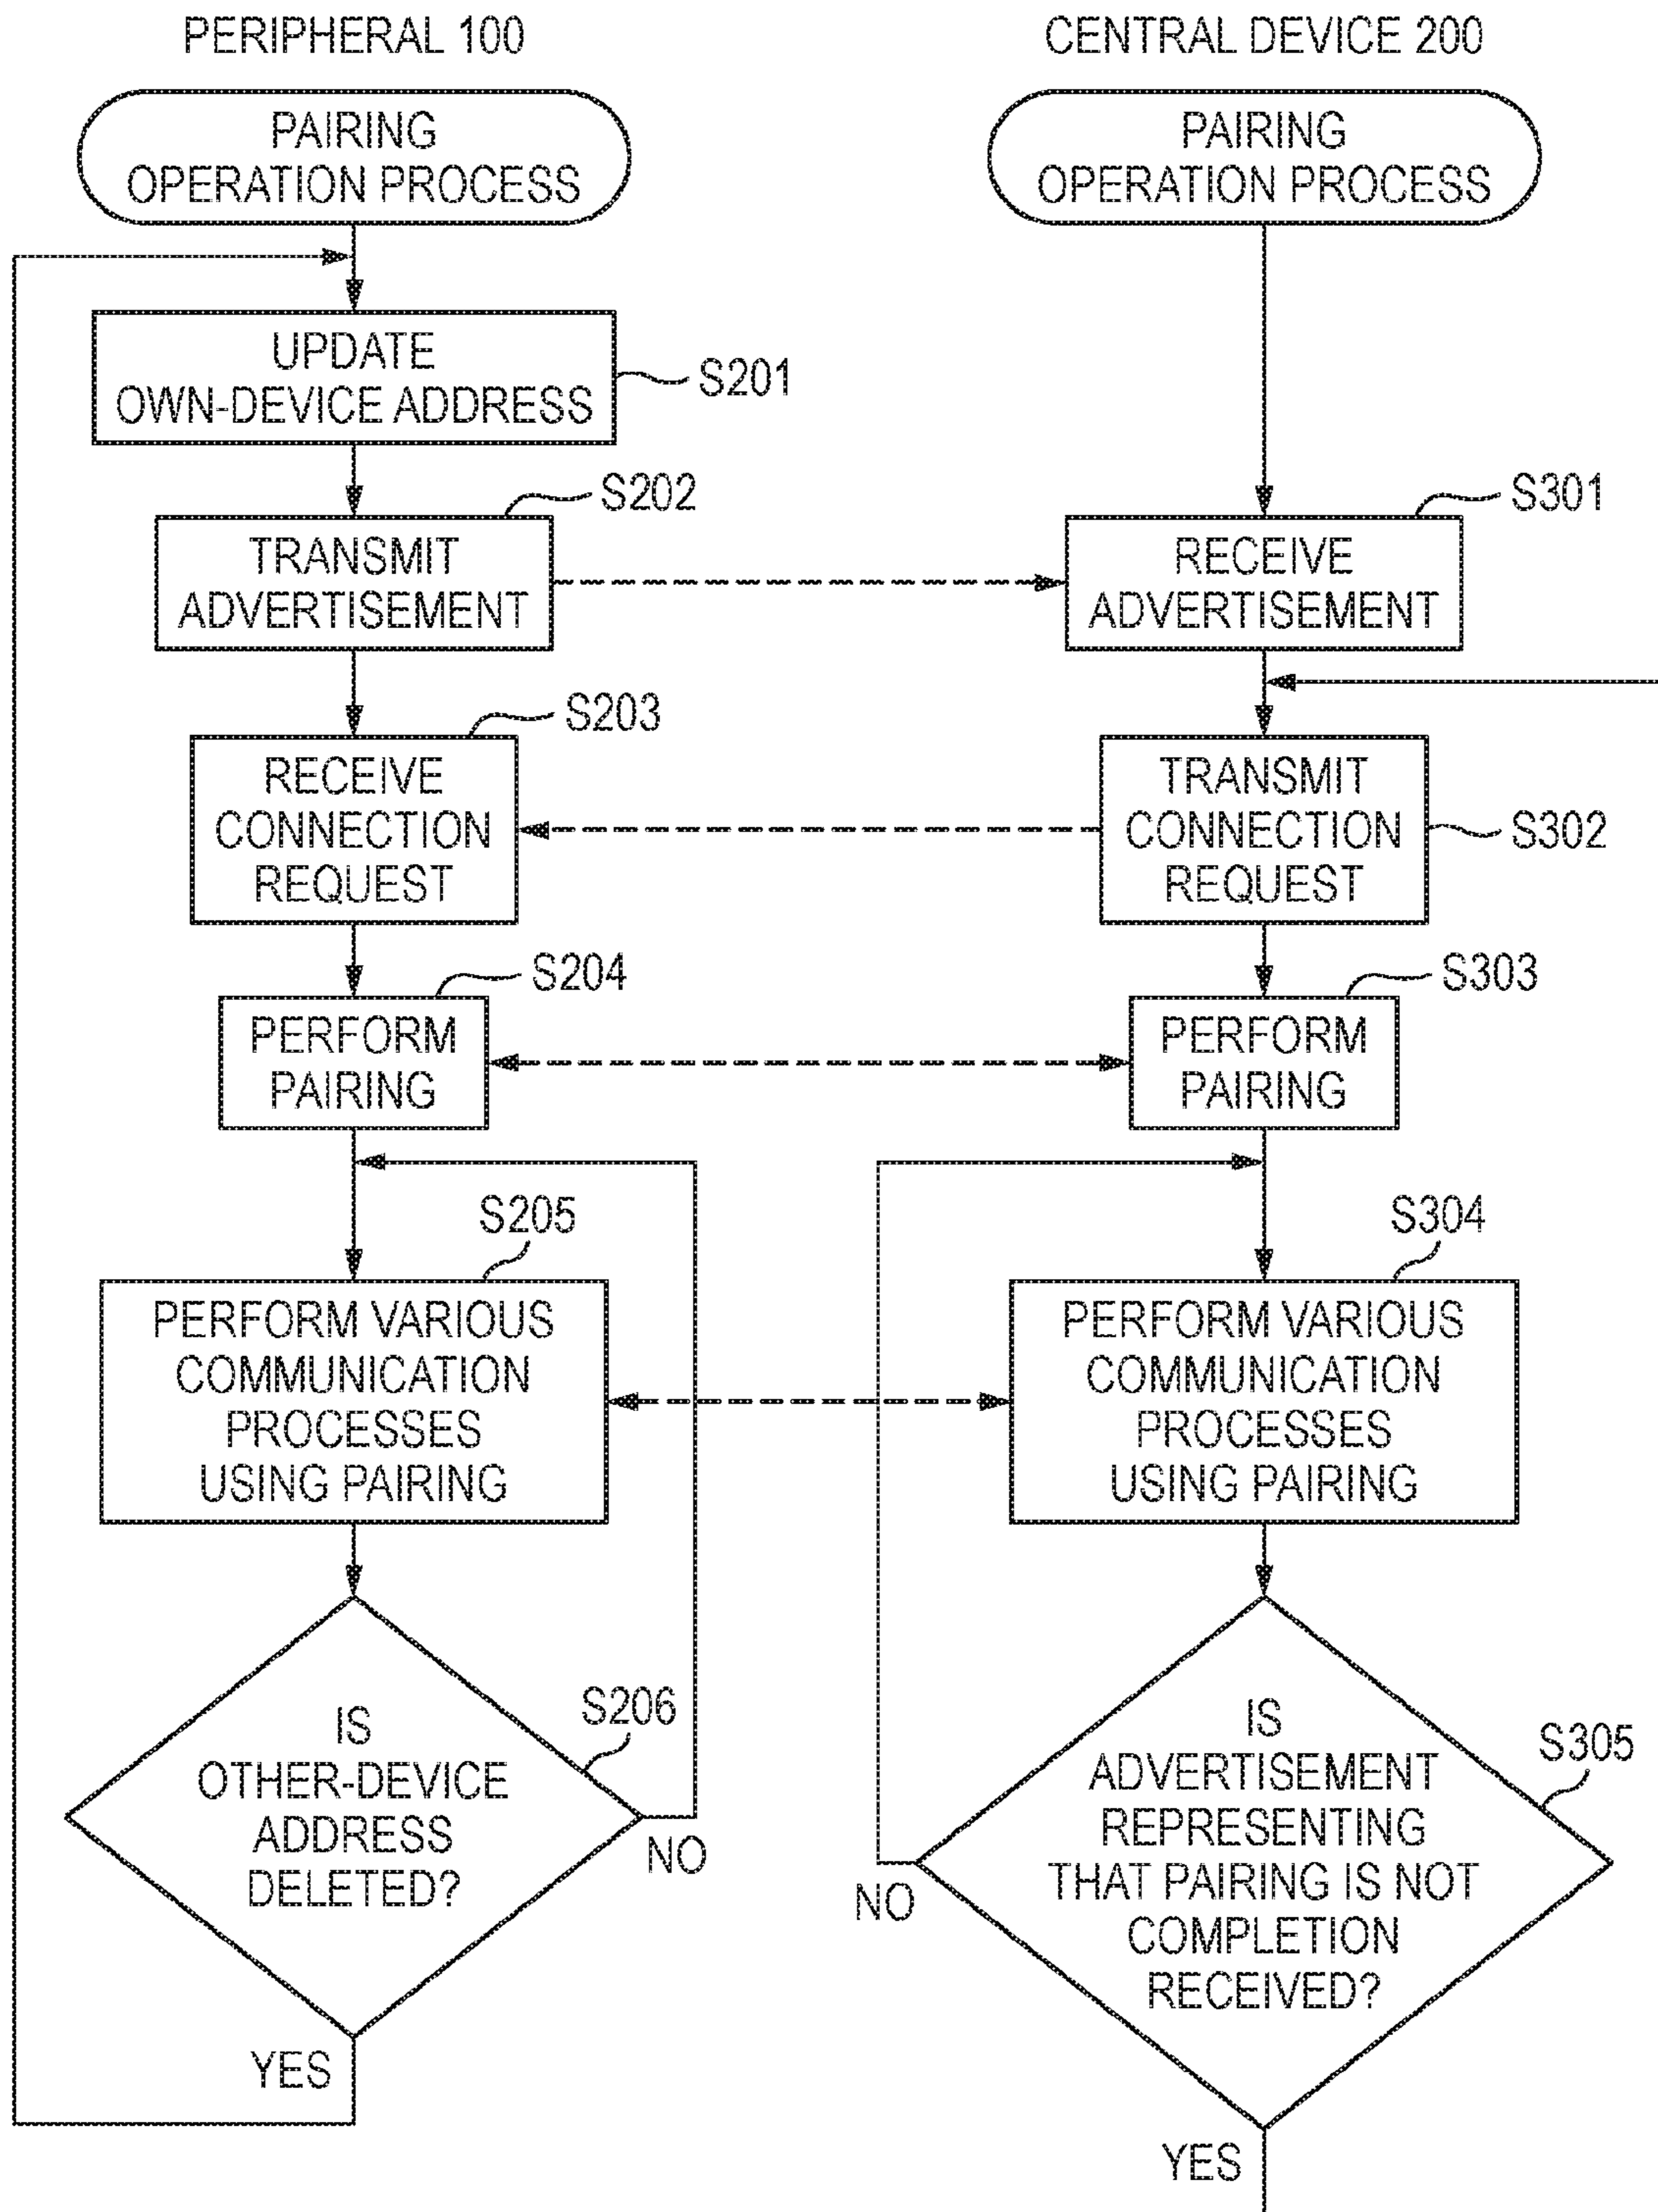 PERIPHERAL 100
PAIRING
OPERATION PROCESS
UPDATE
OWN-DEVICE ADDRESS
S201
S202
TRANSMIT
ADVERTISEMENT
S203
RECEIVE
CONNECTION
REQUEST
S204
PERFORM
PAIRING
S205
PERFORM VARIOUS
COMMUNICATION
PROCESSES
USING PAIRING
S206
IS
OTHER-DEVICE
ADDRESS
DELETED?
NO
YES
CENTRAL DEVICE 200
PAIRING
OPERATION PROCESS
S301
RECEIVE
ADVERTISEMENT
TRANSMIT
CONNECTION
REQUEST
S302
S303
PERFORM
PAIRING
S304
PERFORM VARIOUS
COMMUNICATION
PROCESSES
USING PAIRING
S305
IS
ADVERTISEMENT
REPRESENTING
THAT PAIRING IS NOT
COMPLETION
RECEIVED?
NO
YES